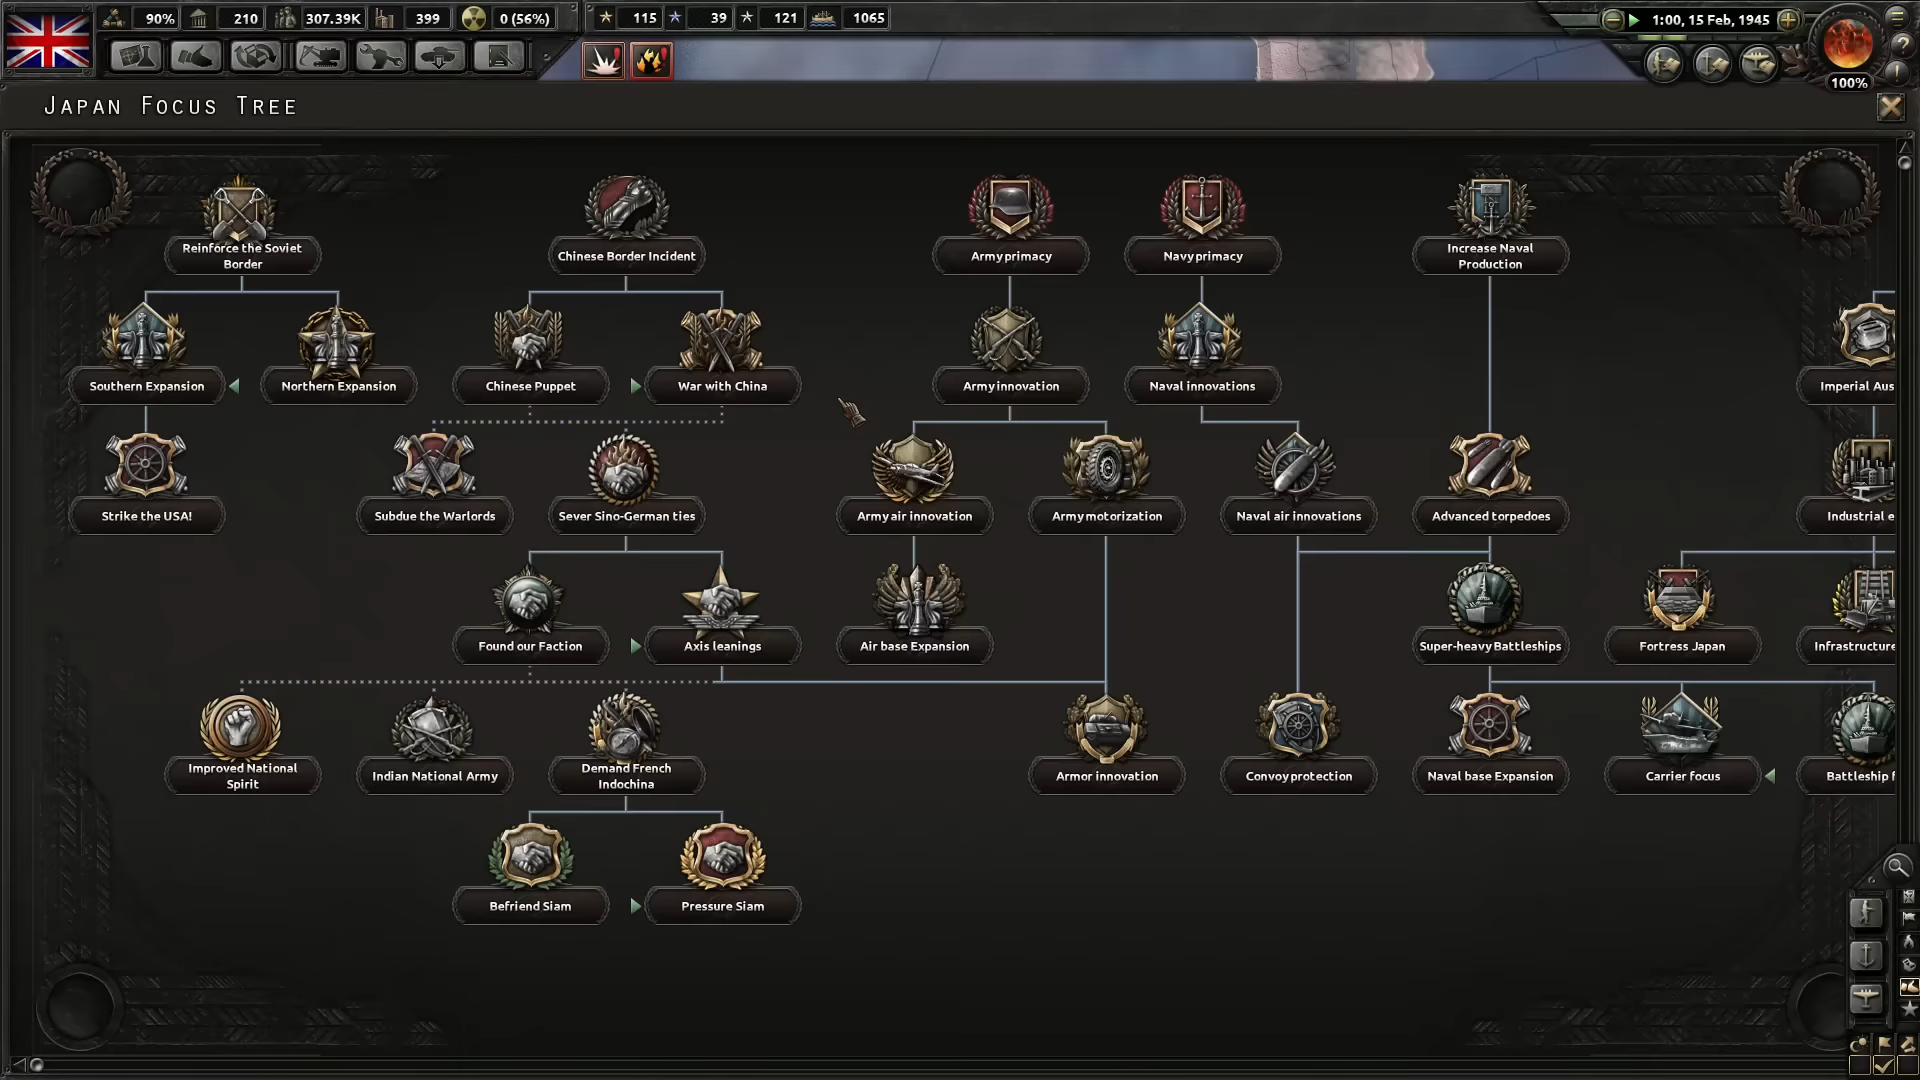 90%
210
307.39K
399
0 (56%)
115
39
121
1065
1:00, 15 Feb, 1945
100%
Japan Focus Tree
Reinforce the Soviet
Border
Chinese Border Incident
Army primacy
Navy primacy
Increase Naval
Production
Southern Expansion
Northern Expansion
Chinese Puppet
War with China
Army innovation
Naval innovations
Imperial Aus
Strike the USA!
Subdue the Warlords
Sever Sino-German ties
Army air innovation
Army motorization
Naval air innovations
Advanced torpedoes
Industrial e
Found our Faction
Axis leanings
Air base Expansion
Super-heavy Battleships
Fortress Japan
Infrastructure
Improved National
Spirit
Indian National Army
Demand French
Indochina
Armor innovation
Convoy protection
Naval base Expansion
Carrier focus
Battleship f
Befriend Siam
Pressure Siam